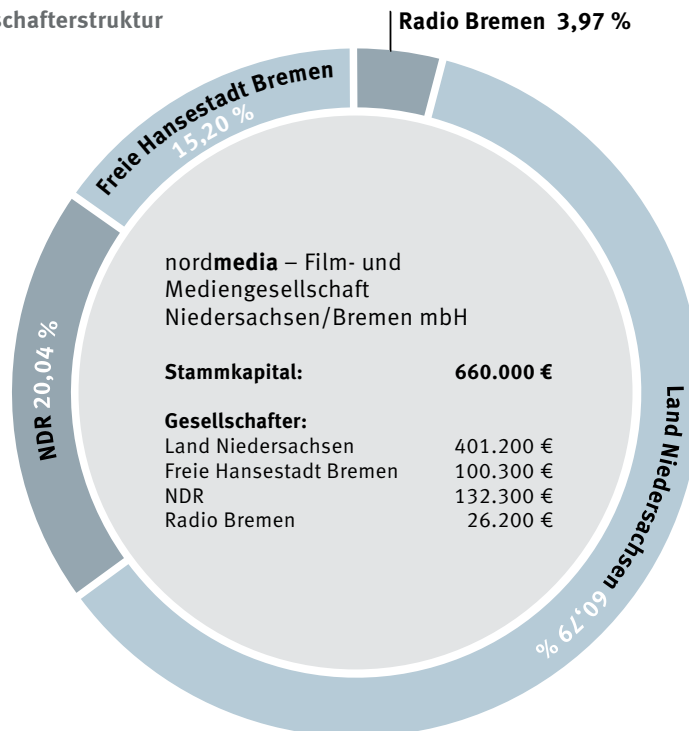 schafterstruktur
Radio Bremen 3,97 %
Freie Hansestadt Bremen
15,20 %
NDR 20,04 %
Land Niedersachsen 60,79 %
nordmedia – Film- und
Mediengesellschaft
Niedersachsen/Bremen mbH
Stammkapital: 660.000 €
Gesellschafter:
Land Niedersachsen 401.200 €
Freie Hansestadt Bremen 100.300 €
NDR 132.300 €
Radio Bremen 26.200 €